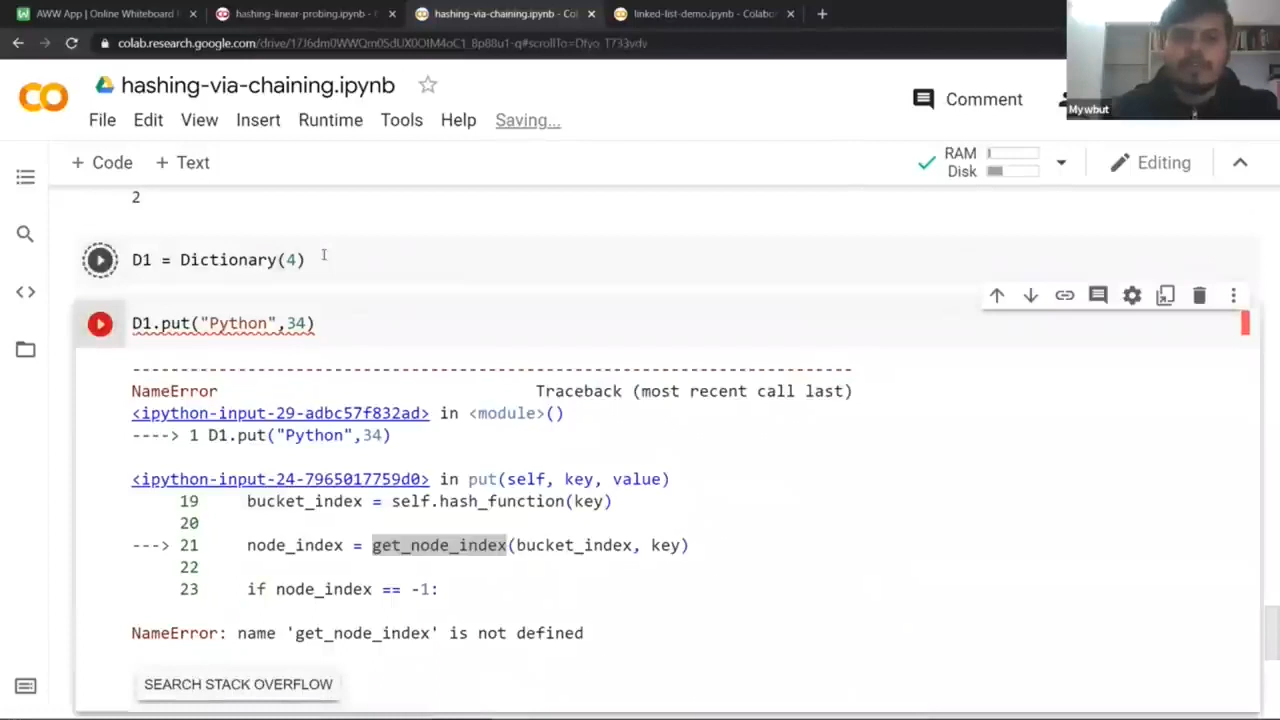 AWW App | Online Whiteboard
hashing-linear-probing.ipynb -
hashing-via-chaining.ipynb - Col
linked-list-demo.ipynb - Colabo
hashing-via-chaining.ipynb
Mywbut
File Edit View Insert Runtime Tools Help Saving...
Comment
+ Code + Text
RAM
Disk
Editing
2
D1 = Dictionary(4)
D1.put("Python",34)
---------------------------------------------------------------------------
NameError Traceback (most recent call last)
<ipython-input-29-adbc57f832ad> in <module>()
----> 1 D1.put("Python",34)
<ipython-input-24-7965017759d0> in put(self, key, value)
19 bucket_index = self.hash_function(key)
20
---> 21 node_index = get_node_index(bucket_index, key)
22
23 if node_index == -1:
NameError: name 'get_node_index' is not defined
SEARCH STACK OVERFLOW